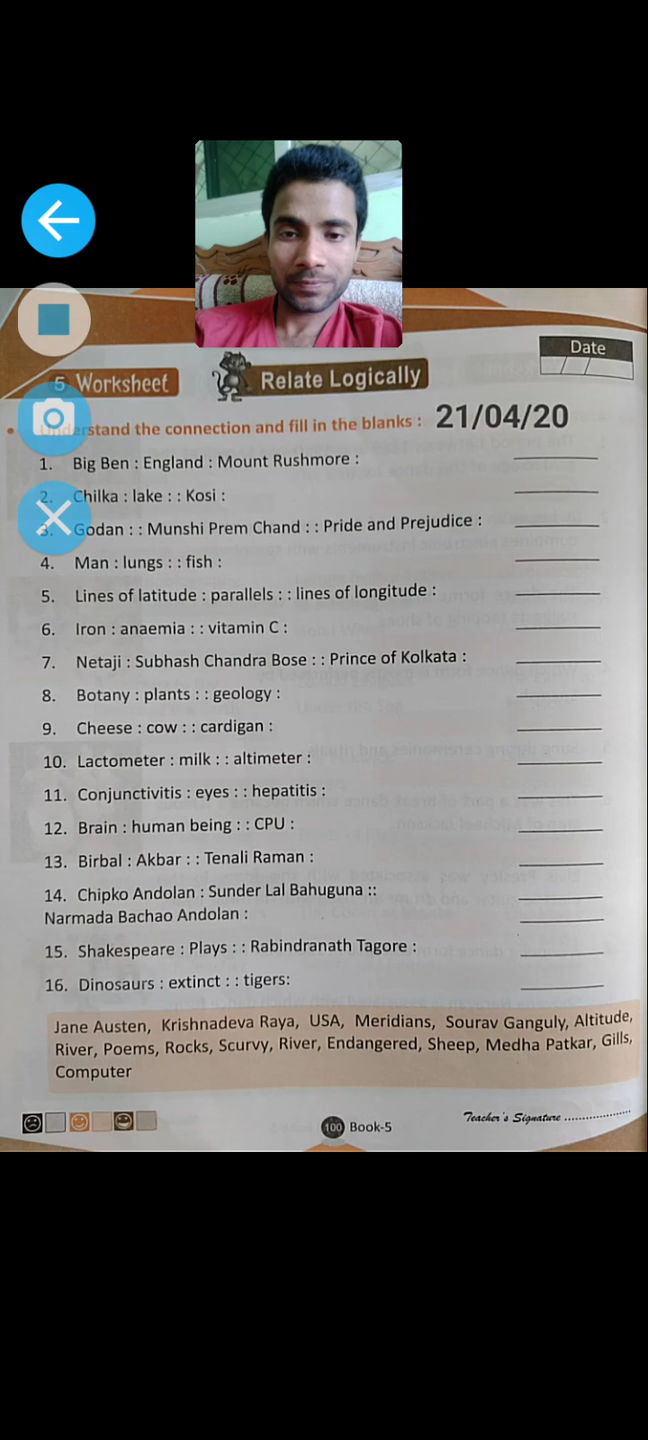 Date
5 Worksheet
Relate Logically
• Understand the connection and fill in the blanks : 21/04/20
1. Big Ben : England : Mount Rushmore :
2. Chilka : lake : : Kosi :
3. Godan : : Munshi Prem Chand : : Pride and Prejudice :
4. Man : lungs : : fish :
5. Lines of latitude : parallels : : lines of longitude :
6. Iron : anaemia : : vitamin C :
7. Netaji : Subhash Chandra Bose : : Prince of Kolkata :
8. Botany : plants : : geology :
9. Cheese : cow : : cardigan :
10. Lactometer : milk : : altimeter :
11. Conjunctivitis : eyes : : hepatitis :
12. Brain : human being : : CPU :
13. Birbal : Akbar : : Tenali Raman :
14. Chipko Andolan : Sunder Lal Bahuguna ::
Narmada Bachao Andolan :
15. Shakespeare : Plays : : Rabindranath Tagore :
16. Dinosaurs : extinct : : tigers:
Jane Austen, Krishnadeva Raya, USA, Meridians, Sourav Ganguly, Altitude,
River, Poems, Rocks, Scurvy, River, Endangered, Sheep, Medha Patkar, Gills,
Computer
100 Book-5
Teacher's Signature ....................